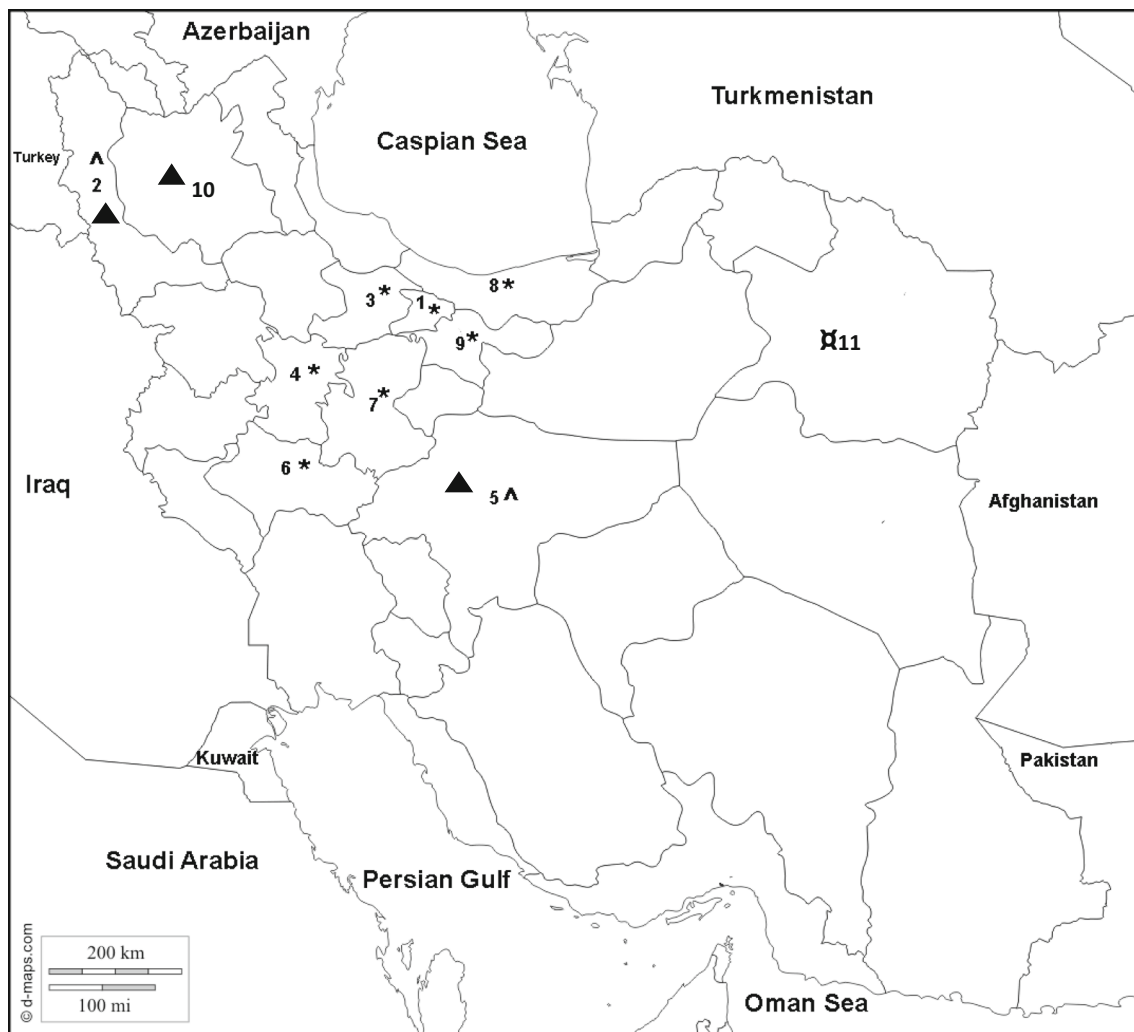 Azerbaijan
Turkmenistan
Caspian Sea
Turkey
^
2
▲
▲
10
8*
3*
1*
9*
¤11
4*
7*
6*
Iraq
▲
5^
Afghanistan
Kuwait
Pakistan
Saudi Arabia
Persian Gulf
Oman Sea
200 km
100 mi
© d-maps.com